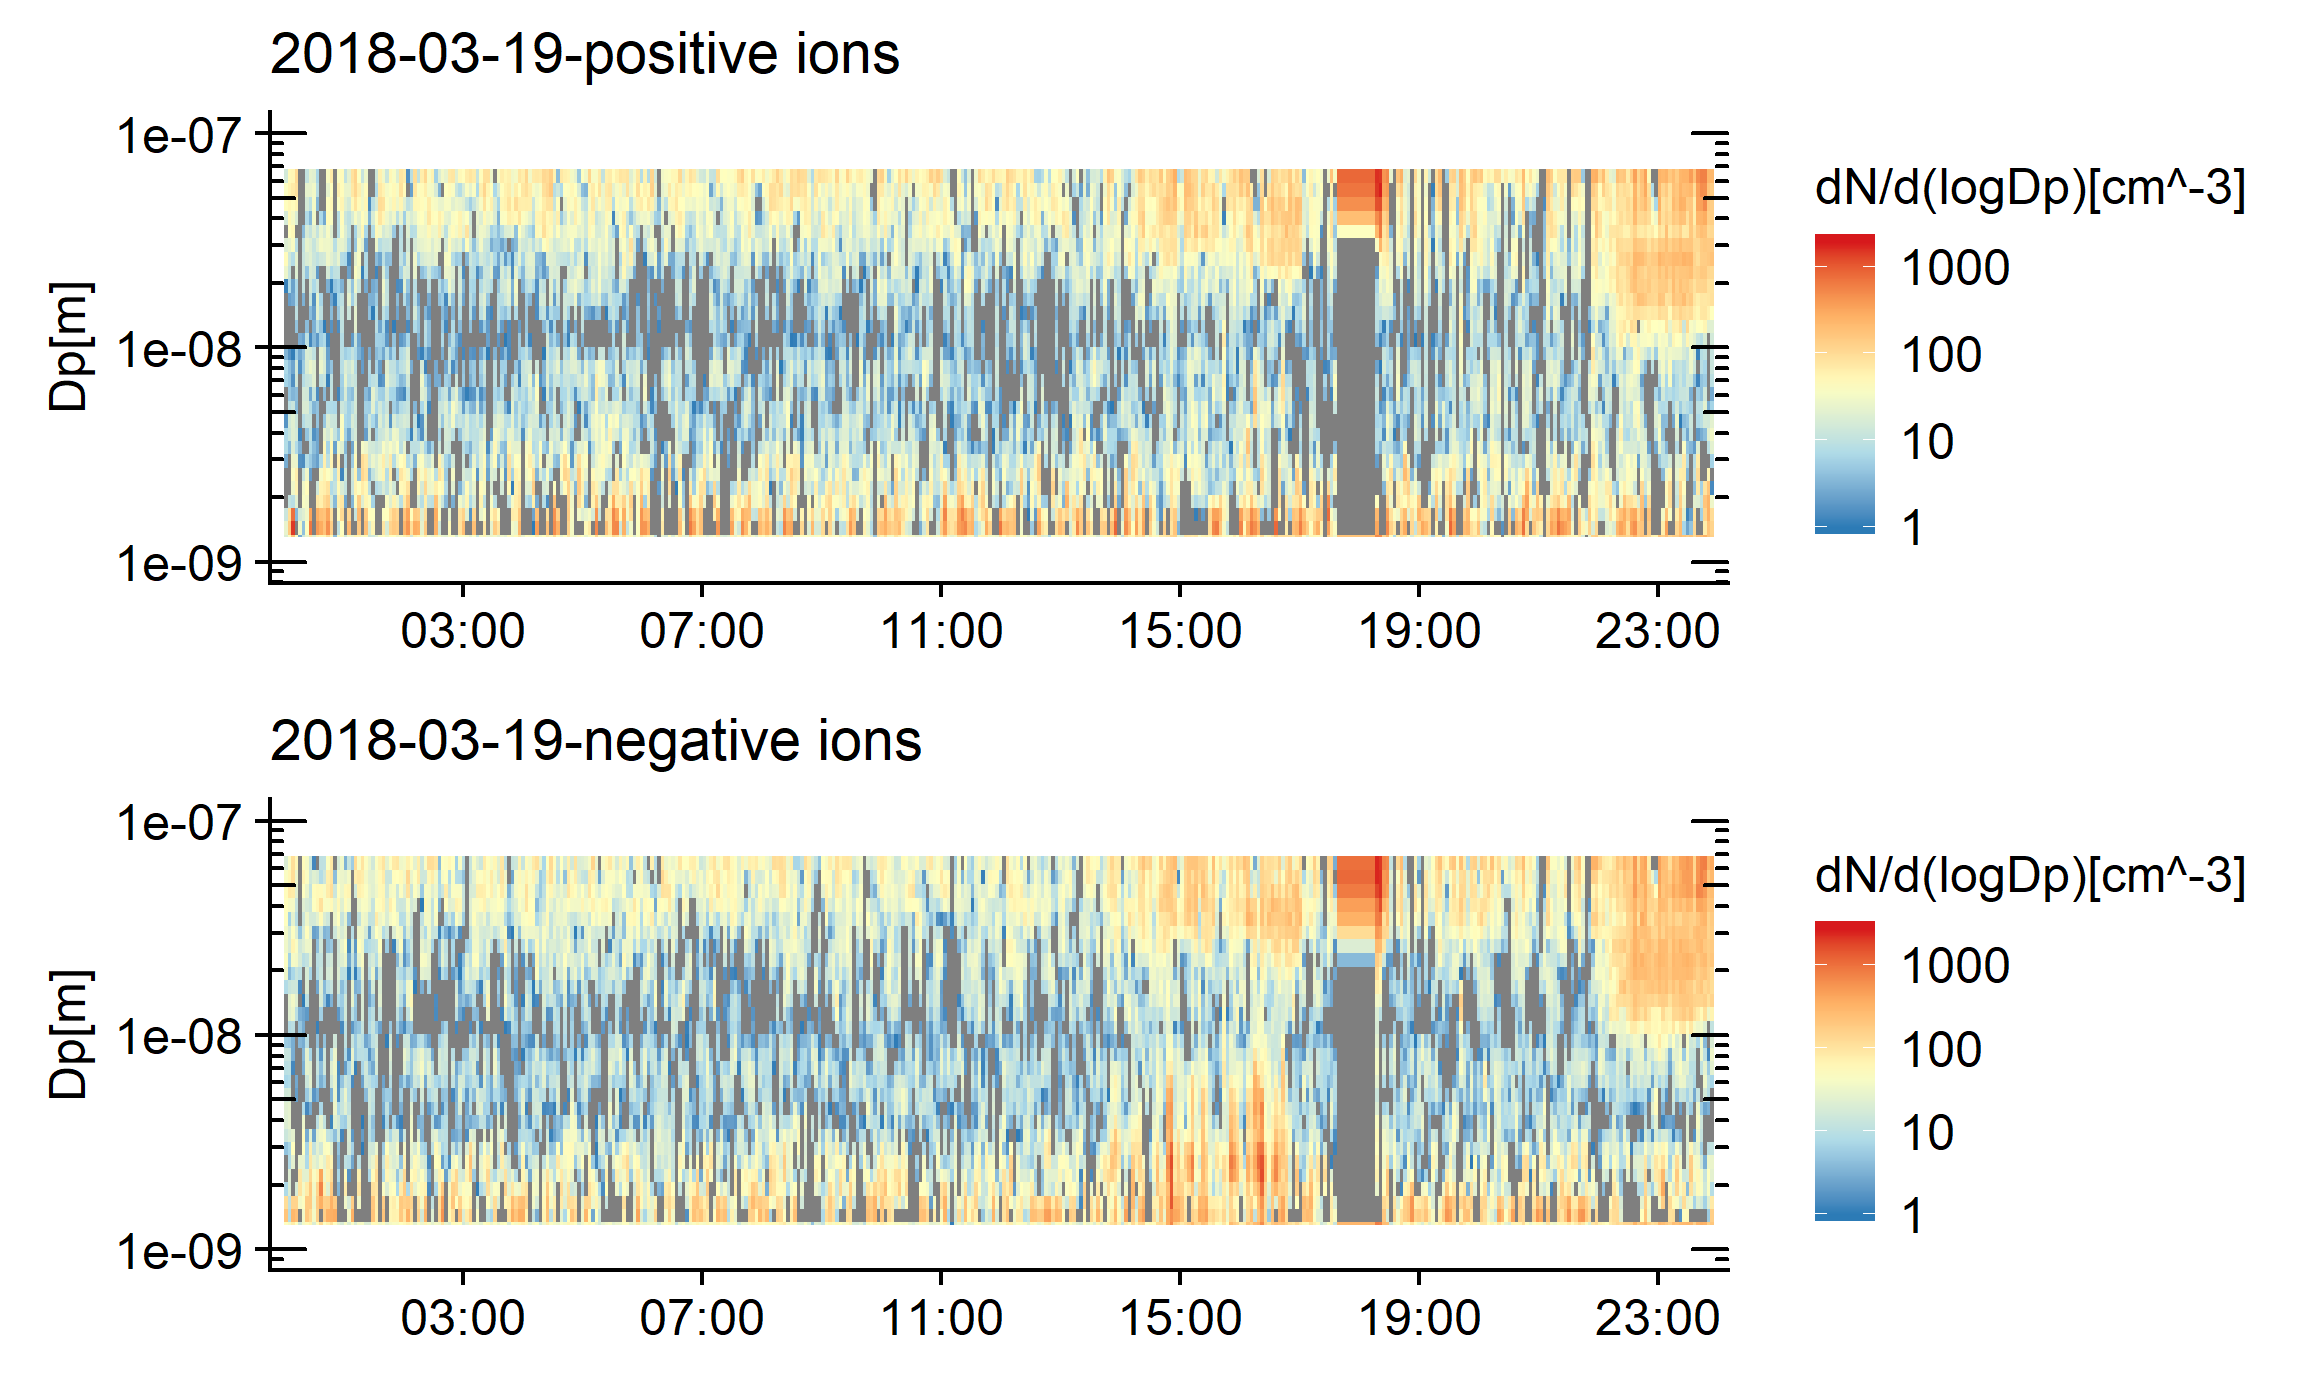 2018-03-19-positive ions
1e-07
1e-08
1e-09
Dp[m]
03:00 07:00 11:00 15:00 19:00 23:00
dN/d(logDp)[cm^-3]
1000
100
10
1
2018-03-19-negative ions
1e-07
1e-08
1e-09
Dp[m]
03:00 07:00 11:00 15:00 19:00 23:00
dN/d(logDp)[cm^-3]
1000
100
10
1